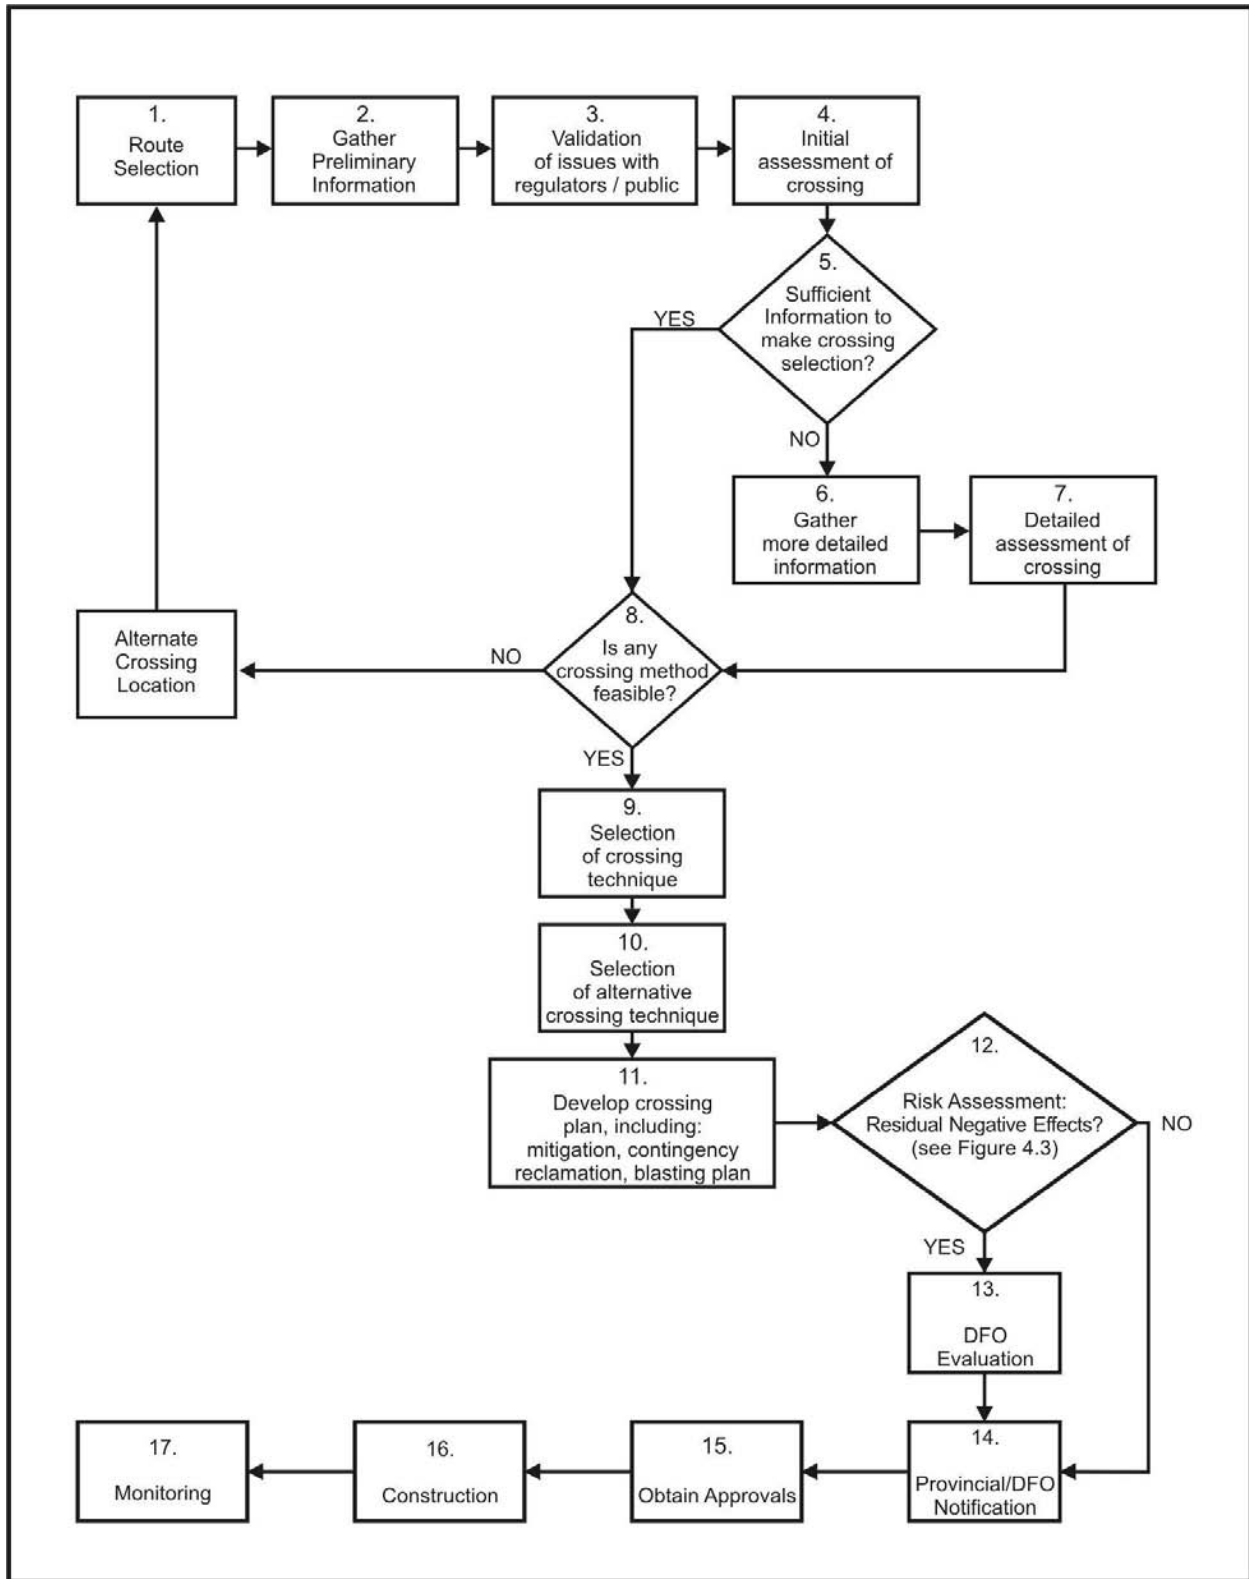 1.
Route
Selection
2.
Gather
Preliminary
Information
3.
Validation
of issues with
regulators / public
4.
Initial
assessment of
crossing
5.
Sufficient
Information to
make crossing
selection?
YES
NO
6.
Gather
more detailed
information
7.
Detailed
assessment of
crossing
8.
Is any
crossing method
feasible?
NO
Alternate
Crossing
Location
YES
9.
Selection
of crossing
technique
10.
Selection
of alternative
crossing technique
11.
Develop crossing
plan, including:
mitigation, contingency
reclamation, blasting plan
12.
Risk Assessment:
Residual Negative Effects?
(see Figure 4.3)
NO
YES
13.
DFO
Evaluation
14.
Provincial/DFO
Notification
15.
Obtain Approvals
16.
Construction
17.
Monitoring